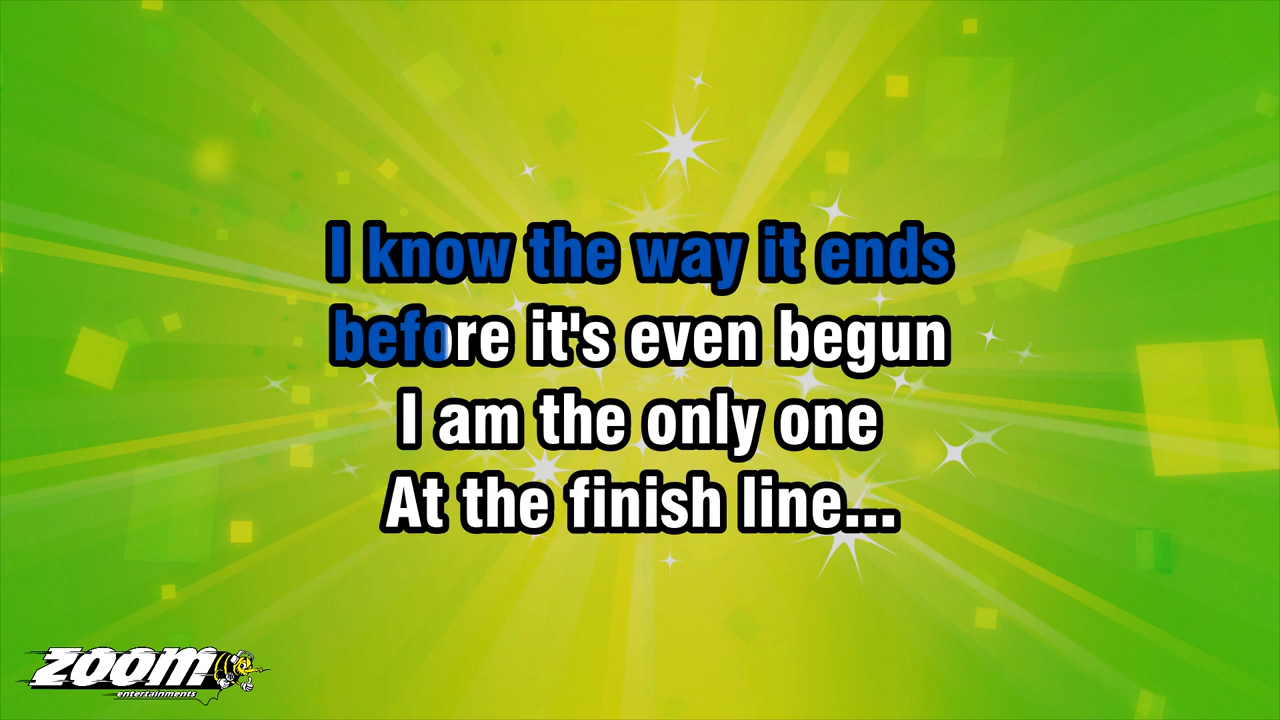 I know the way it ends
before it's even begun
I am the only one
At the finish line...
ZOOM
entertainments